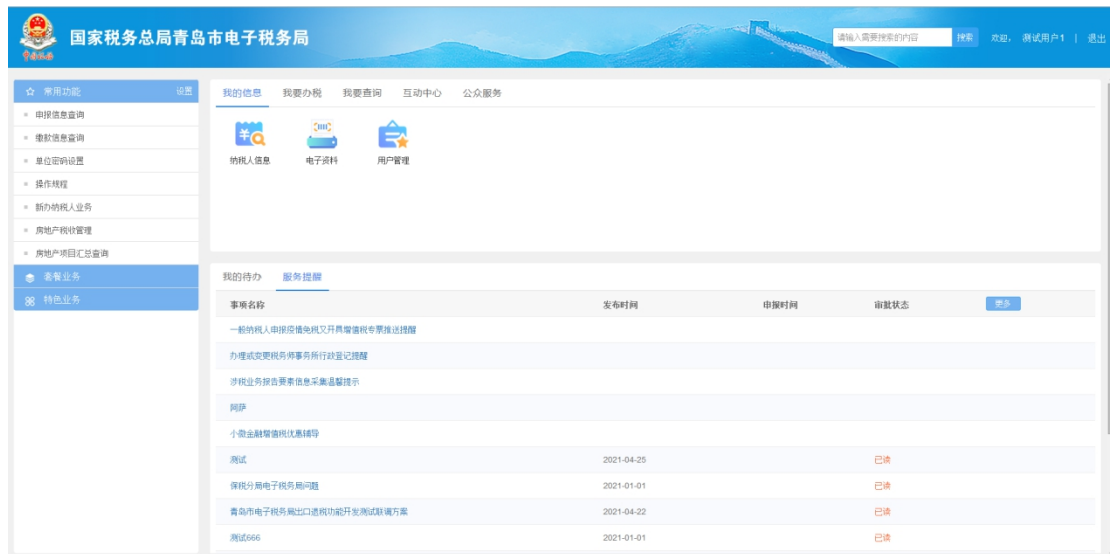 国家税务总局青岛市电子税务局
请输入需要搜索的内容 搜索 欢迎， 测试用户1 | 退出
中国税务
常用功能 设置
申报信息查询
缴款信息查询
单位密码设置
操作规程
新办纳税人业务
房地产税收管理
房地产项目汇总查询
套餐业务
特色业务
我的信息 我要办税 我要查询 互动中心 公众服务
纳税人信息 电子资料 用户管理
我的待办 服务提醒
事项名称 发布时间 申报时间 审批状态 更多
一般纳税人申报疫情免税又开具增值税专票推送提醒
办理或变更税务师事务所行政登记提醒
涉税业务报告要素信息采集温馨提示
阿萨
小微金融增值税优惠辅导
测试 2021-04-25 已读
保税分局电子税务局问题 2021-01-01 已读
青岛市电子税务局出口退税功能开发测试联调方案 2021-04-22 已读
测试666 2021-01-01 已读